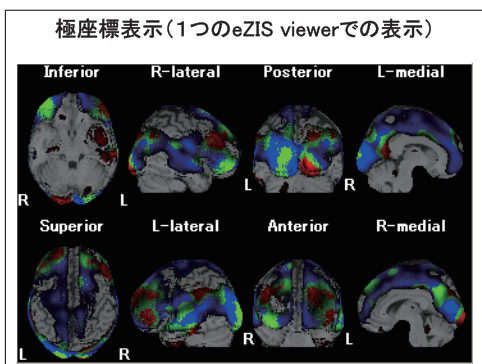 極座標表示(1つのeZIS viewerでの表示)
Inferior R-lateral Posterior L-medial
R L R
L
Superior L-lateral Anterior R-medial
L R L
R